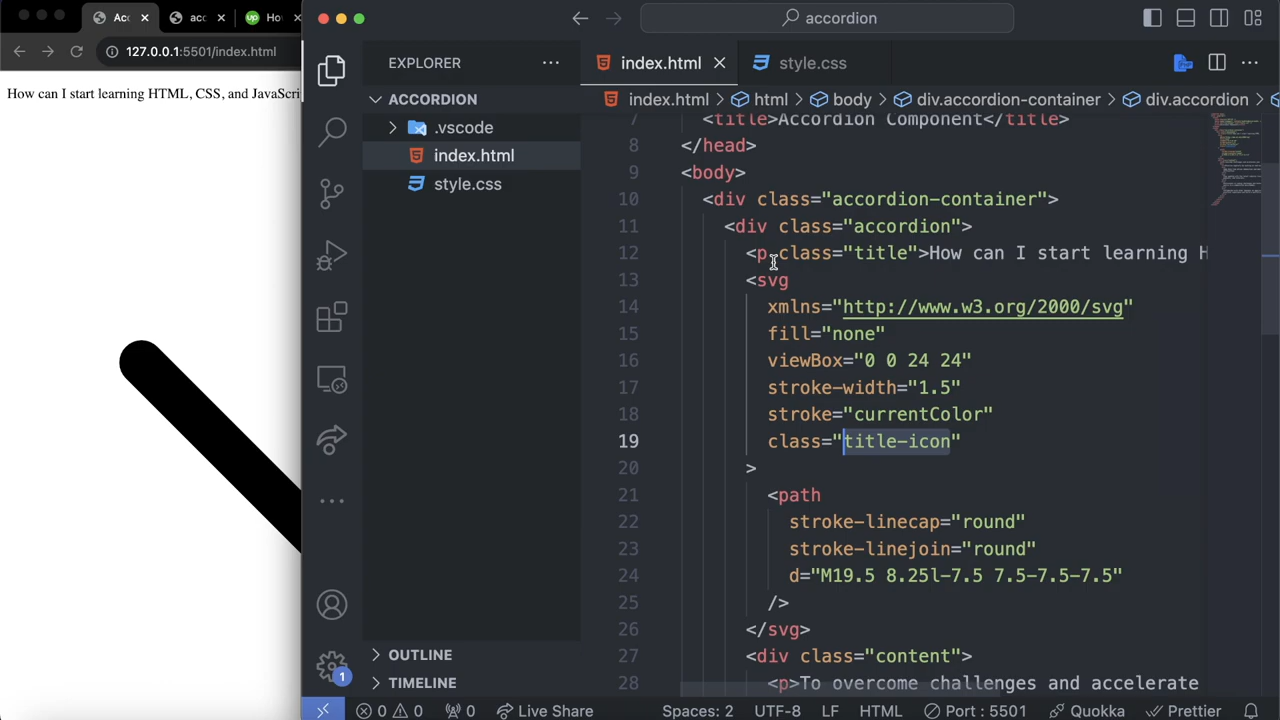 Acc
acc
Ho
127.0.0.1:5501/index.html
How can I start learning HTML, CSS, and JavaScri
accordion
EXPLORER
ACCORDION
.vscode
index.html
style.css
OUTLINE
TIMELINE
index.html
style.css
index.html > html > body > div.accordion-container > div.accordion >
7 <title>Accordion Component</title>
8 </head>
9 <body>
10 <div class="accordion-container">
11 <div class="accordion">
12 <p class="title">How can I start learning H
13 <svg
14 xmlns="http://www.w3.org/2000/svg"
15 fill="none"
16 viewBox="0 0 24 24"
17 stroke-width="1.5"
18 stroke="currentColor"
19 class="title-icon"
20 >
21 <path
22 stroke-linecap="round"
23 stroke-linejoin="round"
24 d="M19.5 8.25l-7.5 7.5-7.5-7.5"
25 />
26 </svg>
27 <div class="content">
28 <p>To overcome challenges and accelerate
1
0 0 0 Live Share Spaces: 2 UTF-8 LF HTML Port : 5501 Quokka Prettier